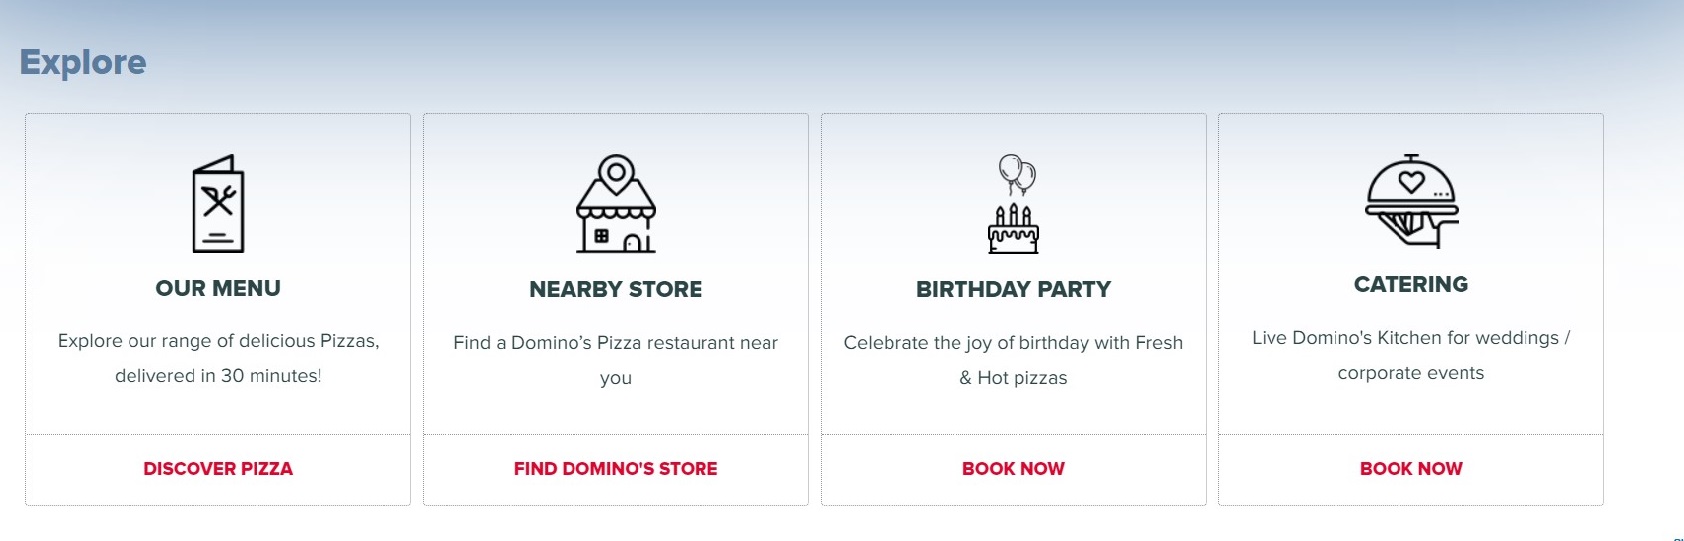 Explore
OUR MENU
Explore our range of delicious Pizzas,
delivered in 30 minutes!
DISCOVER PIZZA
NEARBY STORE
Find a Domino’s Pizza restaurant near
you
FIND DOMINO'S STORE
BIRTHDAY PARTY
Celebrate the joy of birthday with Fresh
& Hot pizzas
BOOK NOW
CATERING
Live Domino's Kitchen for weddings /
corporate events
BOOK NOW